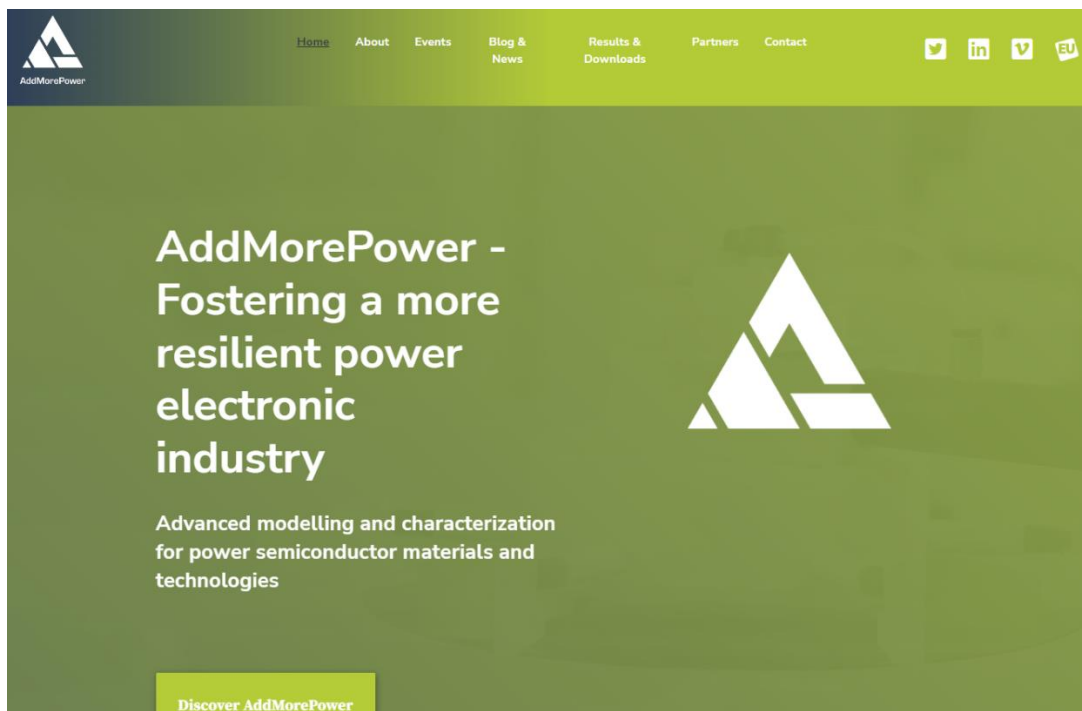 AddMorePower
Home
About
Events
Blog &
News
Results &
Downloads
Partners
Contact
in
EU
AddMorePower -
Fostering a more
resilient power
electronic
industry
Advanced modelling and characterization
for power semiconductor materials and
technologies
Discover AddMorePower